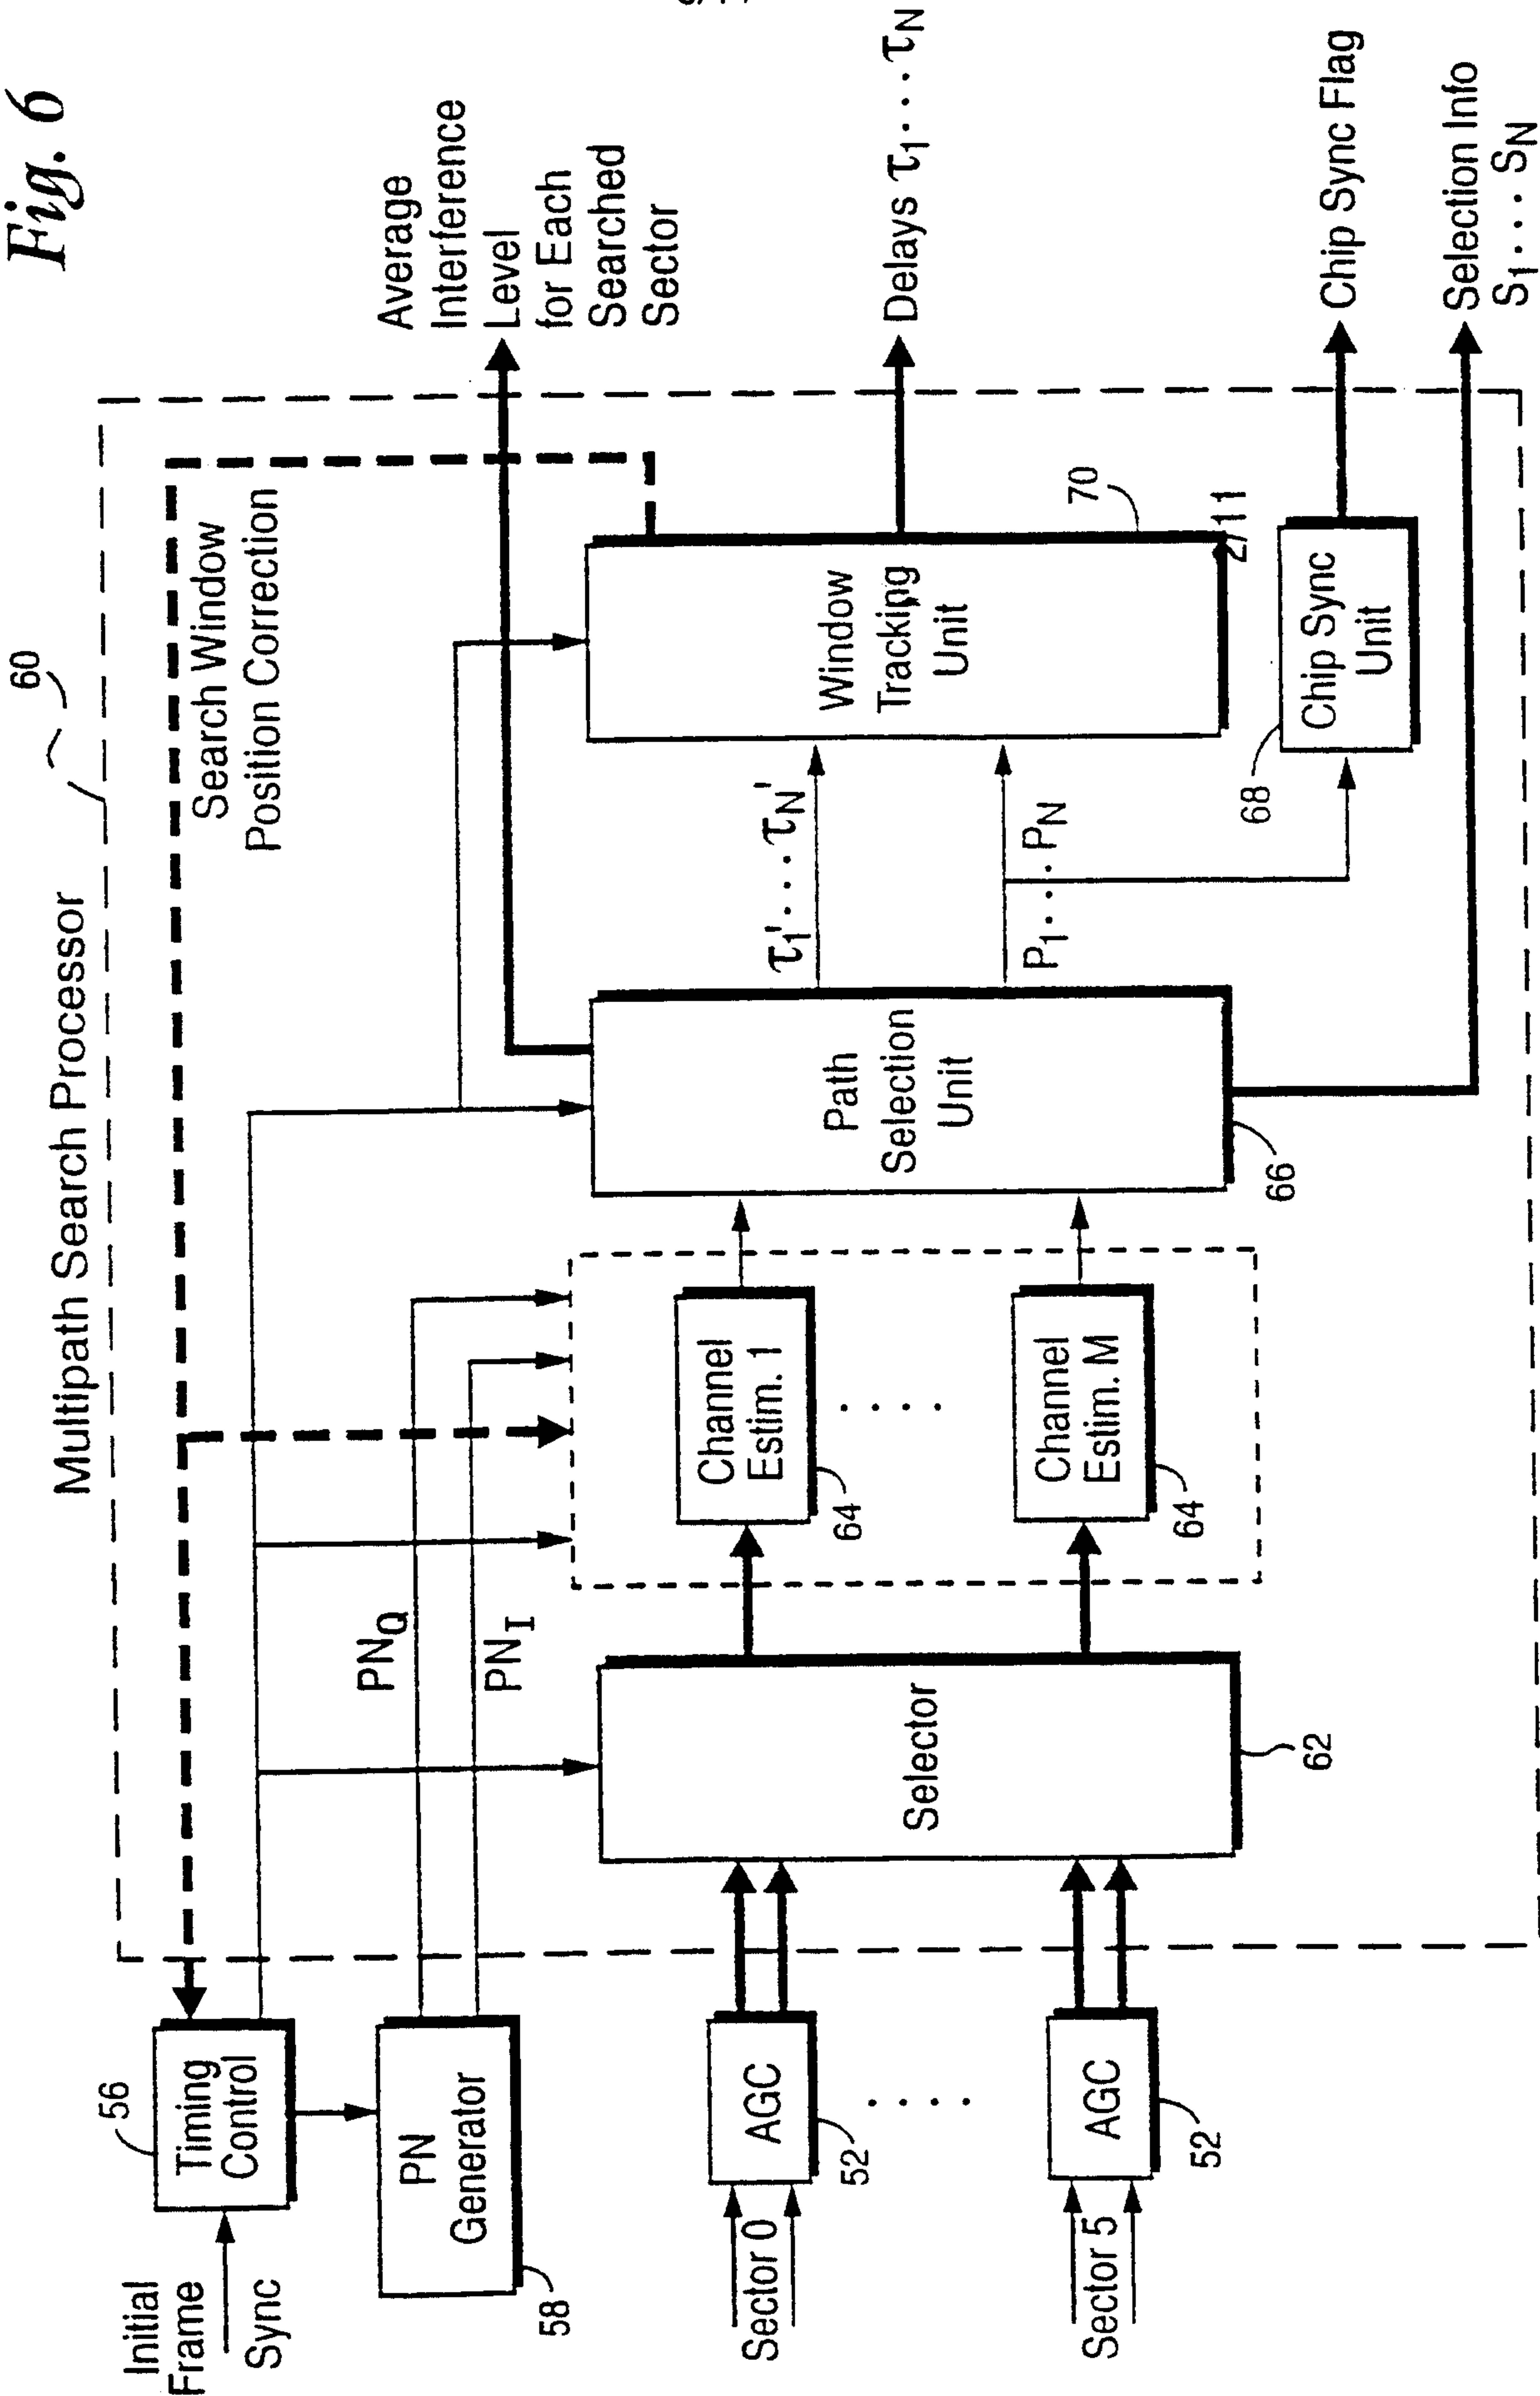 Fig. 6
Multipath Search Processor
60
Search Window
Position Correction
Average
Interference
Level
for Each
Searched
Sector
Delays τ1 . . . . τN
Chip Sync Flag
Selection Info
S1 . . . . SN
Initial
Frame
Sync
56
Timing
Control
PN
Generator
58
PNQ
PNI
Sector 0
AGC
52
. . . .
Sector 5
AGC
52
Selector
62
Channel
Estim. 1
64
. . . .
Channel
Estim. M
64
Path
Selection
Unit
66
τ1' . . . . τN'
P1 . . . . PN
Window
Tracking
Unit
70
2/11
Chip Sync
Unit
68